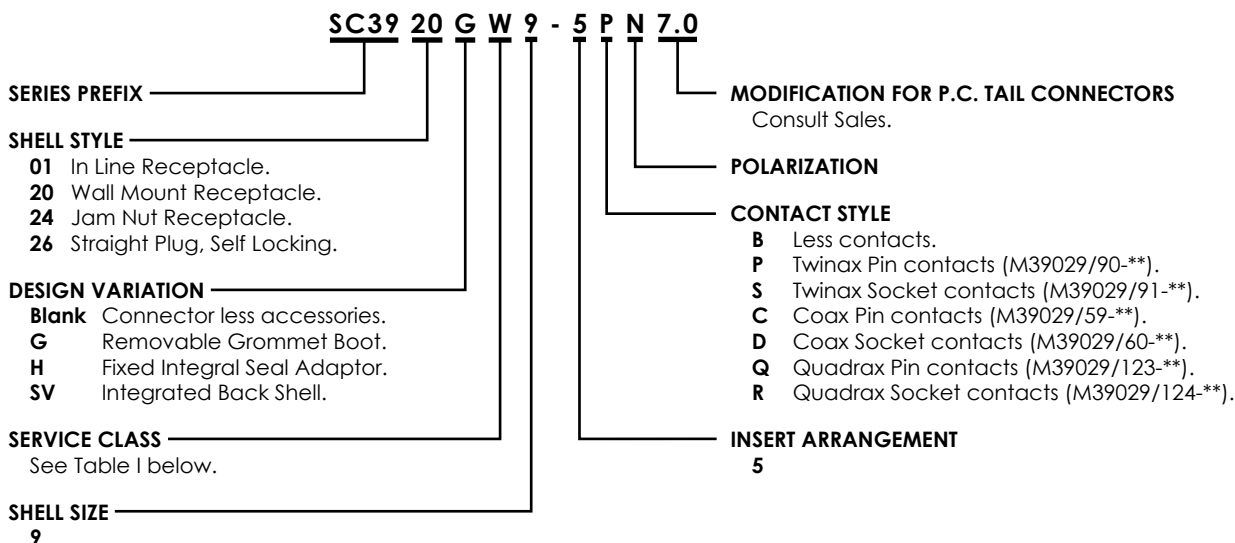 SC39 20 G W 9 - 5 P N 7.0
SERIES PREFIX
SHELL STYLE
01 In Line Receptacle.
20 Wall Mount Receptacle.
24 Jam Nut Receptacle.
26 Straight Plug, Self Locking.
DESIGN VARIATION
Blank Connector less accessories.
G Removable Grommet Boot.
H Fixed Integral Seal Adaptor.
SV Integrated Back Shell.
SERVICE CLASS
See Table I below.
SHELL SIZE
9
MODIFICATION FOR P.C. TAIL CONNECTORS
Consult Sales.
POLARIZATION
CONTACT STYLE
B Less contacts.
P Twinax Pin contacts (M39029/90-**).
S Twinax Socket contacts (M39029/91-**).
C Coax Pin contacts (M39029/59-**).
D Coax Socket contacts (M39029/60-**).
Q Quadrax Pin contacts (M39029/123-**).
R Quadrax Socket contacts (M39029/124-**).
INSERT ARRANGEMENT
5